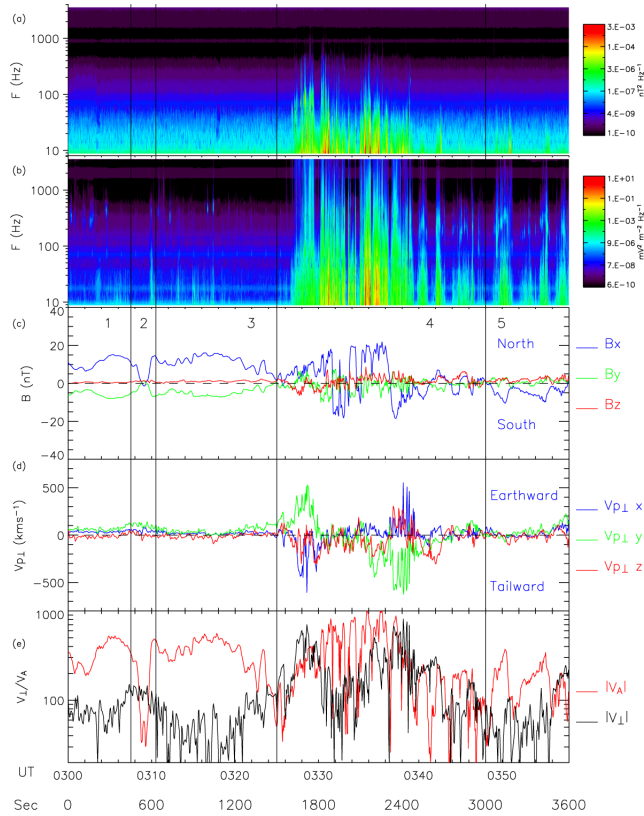 (a)
1000
100
10
F (Hz)
3.E−03
1.E−04
1.E−07
4.E−09
1.E−10
nT² Hz⁻¹
(b)
1000
100
10
F (Hz)
1.E+01
1.E−03
9.E−06
7.E−08
6.E−10
mV² m⁻² Hz⁻¹
(c)
1 2 3 4 5
40
20
0
−20
−40
B (nT)
North
South
Bx
By
Bz
(d)
500
0
−500
Vp⊥ (kms⁻¹)
Earthward
Tailward
Vp⊥ x
Vp⊥ y
Vp⊥ z
(e)
1000
100
V⊥/VA
|VA|
|V⊥|
UT
0300 0310 0320 0330 0340 0350
Sec 0 600 1200 1800 2400 3000 3600